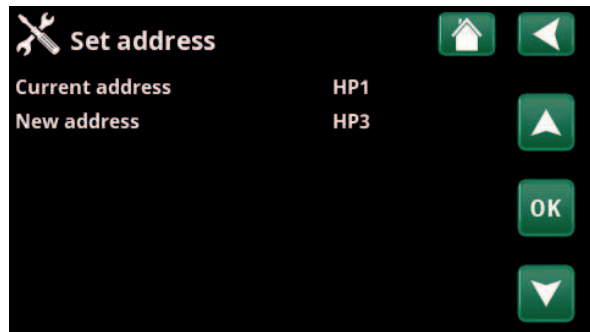 Set address
Current address HP1
New address HP3
OK